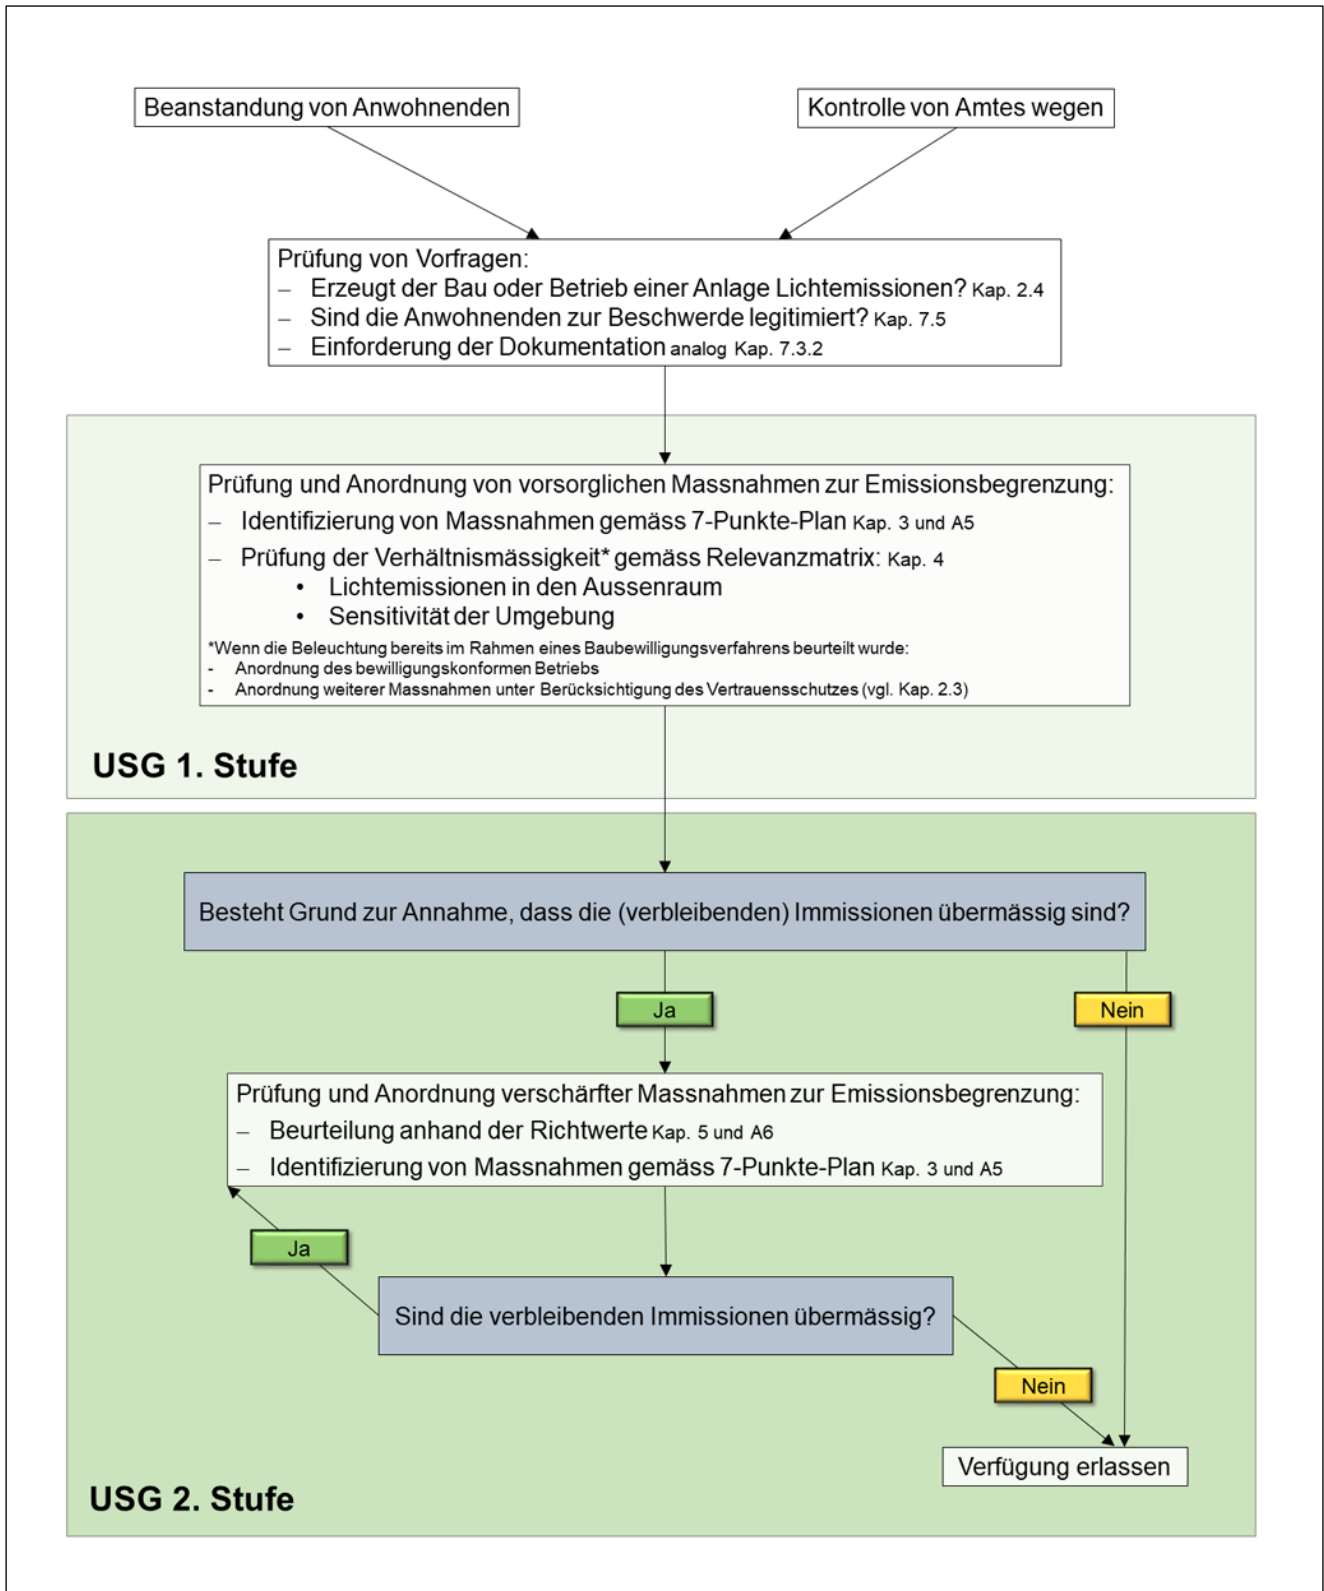 Beanstandung von Anwohnenden
Kontrolle von Amtes wegen
Prüfung von Vorfragen:
– Erzeugt der Bau oder Betrieb einer Anlage Lichtemissionen? Kap. 2.4
– Sind die Anwohnenden zur Beschwerde legitimiert? Kap. 7.5
– Einforderung der Dokumentation analog Kap. 7.3.2
Prüfung und Anordnung von vorsorglichen Massnahmen zur Emissionsbegrenzung:
– Identifizierung von Massnahmen gemäss 7-Punkte-Plan Kap. 3 und A5
– Prüfung der Verhältnismässigkeit* gemäss Relevanzmatrix: Kap. 4
• Lichtemissionen in den Aussenraum
• Sensitivität der Umgebung
*Wenn die Beleuchtung bereits im Rahmen eines Baubewilligungsverfahrens beurteilt wurde:
- Anordnung des bewilligungskonformen Betriebs
- Anordnung weiterer Massnahmen unter Berücksichtigung des Vertrauensschutzes (vgl. Kap. 2.3)
USG 1. Stufe
Besteht Grund zur Annahme, dass die (verbleibenden) Immissionen übermässig sind?
Ja
Nein
Prüfung und Anordnung verschärfter Massnahmen zur Emissionsbegrenzung:
– Beurteilung anhand der Richtwerte Kap. 5 und A6
– Identifizierung von Massnahmen gemäss 7-Punkte-Plan Kap. 3 und A5
Ja
Sind die verbleibenden Immissionen übermässig?
Nein
Verfügung erlassen
USG 2. Stufe